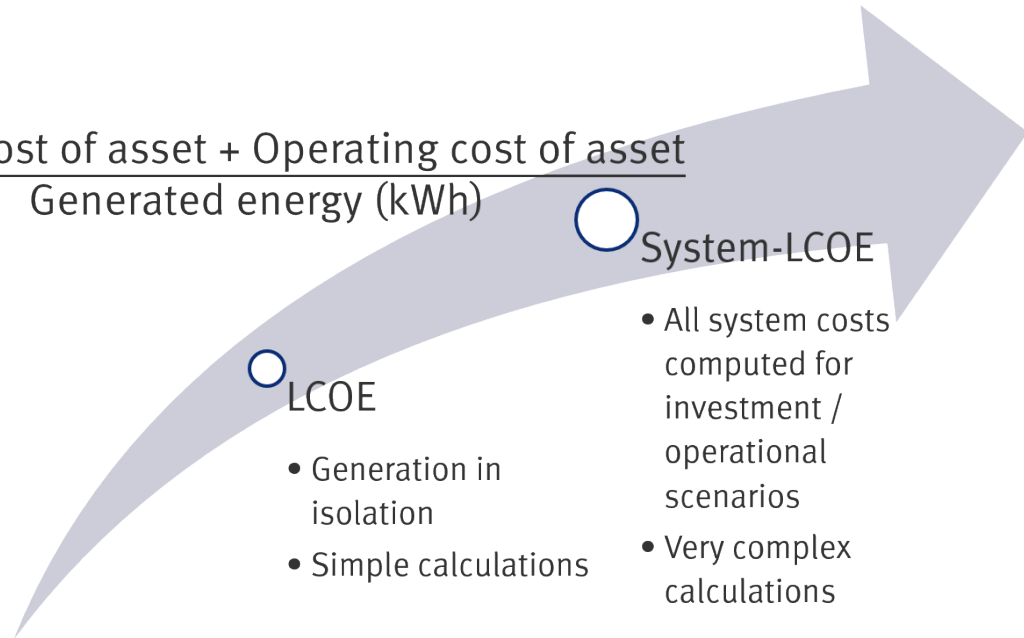 ost of asset + Operating cost of asset
Generated energy (kWh)
System-LCOE
• All system costs
computed for
investment /
operational
scenarios
• Very complex
calculations
LCOE
• Generation in
isolation
• Simple calculations